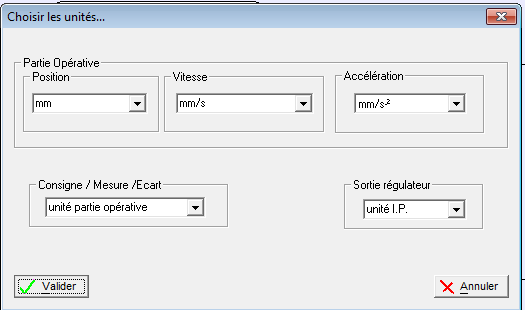 Choisir les unités...
Partie Opérative
Position
Vitesse
Accélération
mm
mm/s
mm/s²
Consigne / Mesure /Ecart
Sortie régulateur
unité partie opérative
unité I.P.
Valider
Annuler